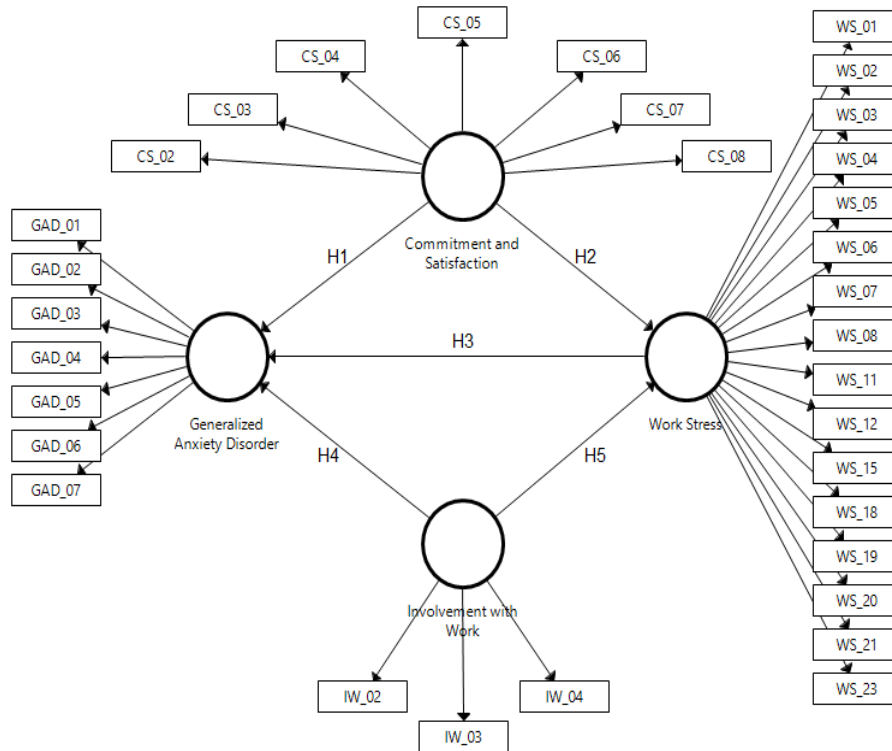 CS_05
CS_04
CS_06
CS_03
CS_07
CS_02
CS_08
Commitment and
Satisfaction
H1
H2
H3
H4
H5
GAD_01
GAD_02
GAD_03
GAD_04
GAD_05
GAD_06
GAD_07
Generalized
Anxiety Disorder
Work Stress
WS_01
WS_02
WS_03
WS_04
WS_05
WS_06
WS_07
WS_08
WS_11
WS_12
WS_15
WS_18
WS_19
WS_20
WS_21
WS_23
Involvement with
Work
IW_02
IW_03
IW_04